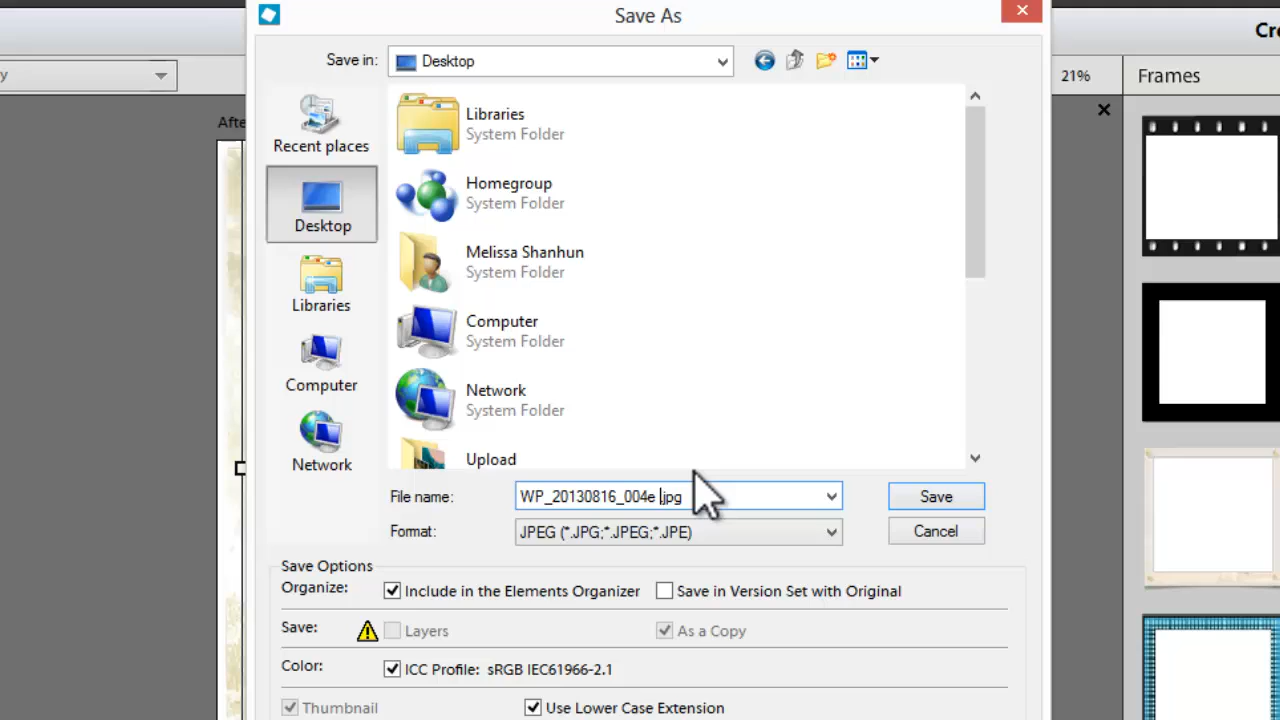 Save As
Cre
y
Save in:
Desktop
21%
Frames
After
Recent places
Desktop
Libraries
Computer
Network
Libraries
System Folder
Homegroup
System Folder
Melissa Shanhun
System Folder
Computer
System Folder
Network
System Folder
Upload
File name:
WP_20130816_004e .jpg
Save
Format:
JPEG (*.JPG;*.JPEG;*.JPE)
Cancel
Save Options
Organize:
Include in the Elements Organizer
Save in Version Set with Original
Save:
Layers
As a Copy
Color:
ICC Profile: sRGB IEC61966-2.1
Thumbnail
Use Lower Case Extension